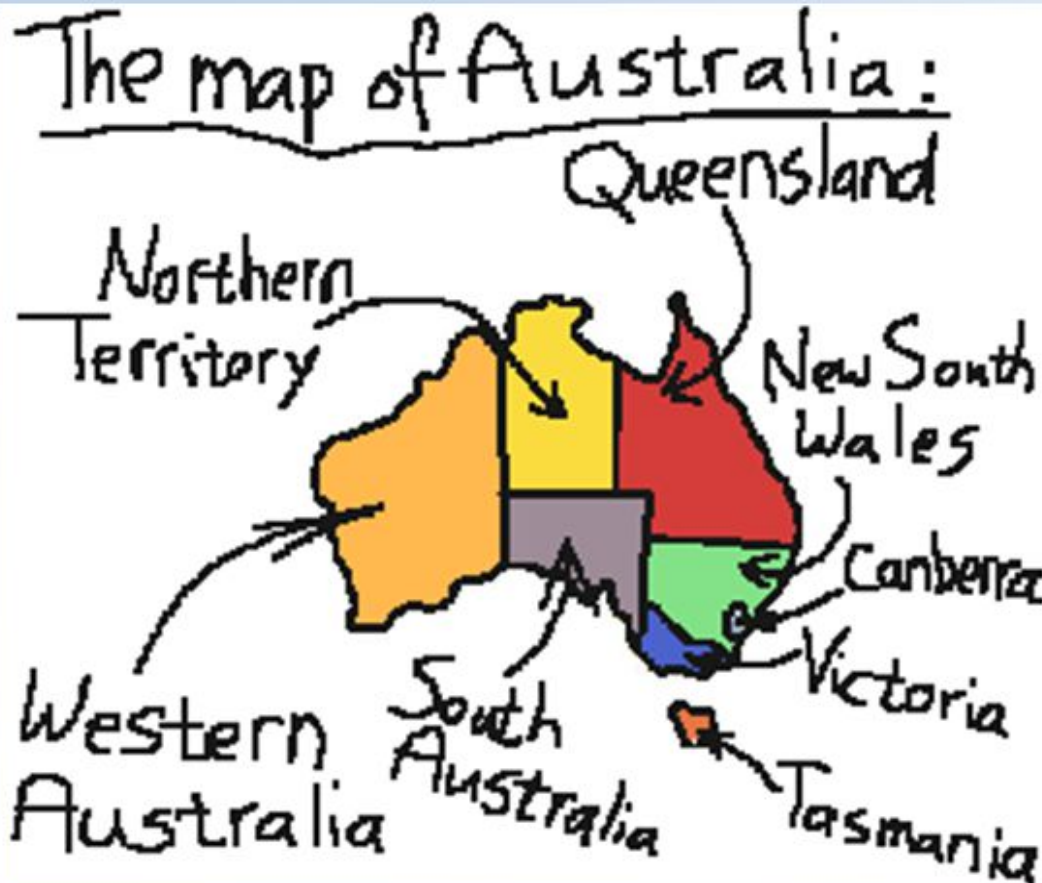 The map of Australia:
Queensland
Northern
Territory
New South
Wales
Canberra
Victoria
Western
Australia
South
Australia
Tasmania